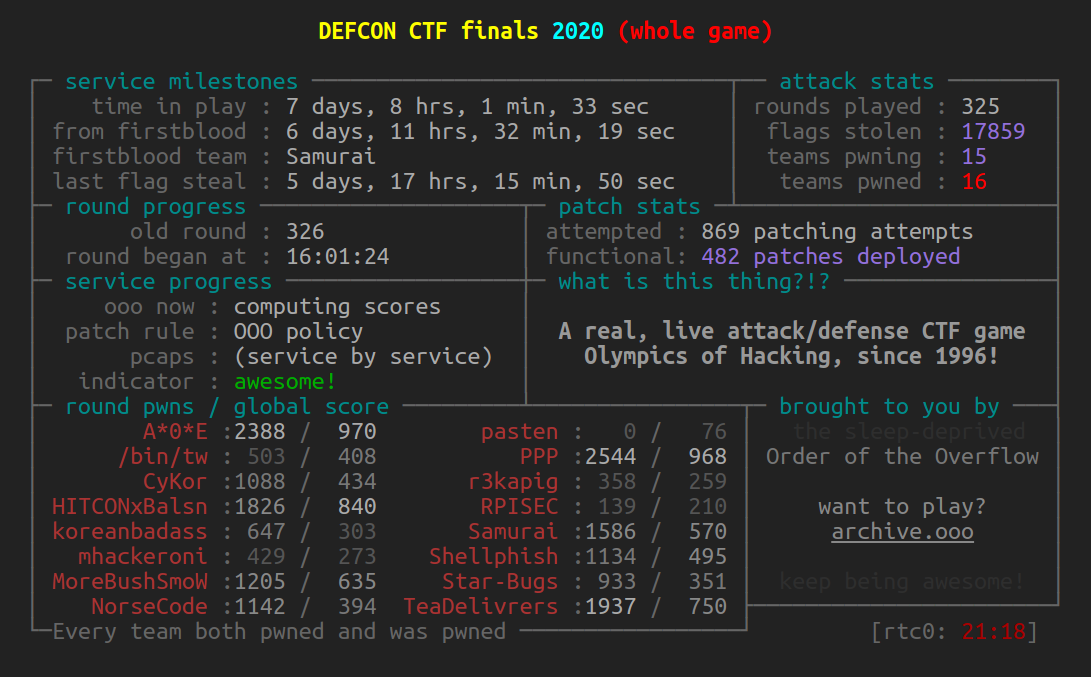 DEFCON CTF finals 2020 (whole game)
service milestones
time in play : 7 days, 8 hrs, 1 min, 33 sec
from firstblood : 6 days, 11 hrs, 32 min, 19 sec
firstblood team : Samurai
last flag steal : 5 days, 17 hrs, 15 min, 50 sec
attack stats
rounds played : 325
flags stolen : 17859
teams pwning : 15
teams pwned : 16
round progress
old round : 326
round began at : 16:01:24
patch stats
attempted : 869 patching attempts
functional: 482 patches deployed
service progress
ooo now : computing scores
patch rule : OOO policy
pcaps : (service by service)
indicator : awesome!
what is this thing?!?
A real, live attack/defense CTF game
Olympics of Hacking, since 1996!
round pwns / global score
A*0*E :2388 / 970 pasten : 0 / 76
/bin/tw : 503 / 408 PPP :2544 / 968
CyKor :1088 / 434 r3kapig : 358 / 259
HITCONxBalsn :1826 / 840 RPISEC : 139 / 210
koreanbadass : 647 / 303 Samurai :1586 / 570
mhackeroni : 429 / 273 Shellphish :1134 / 495
MoreBushSmoW :1205 / 635 Star-Bugs : 933 / 351
NorseCode :1142 / 394 TeaDelivrers :1937 / 750
Every team both pwned and was pwned
brought to you by
the sleep-deprived
Order of the Overflow
want to play?
archive.ooo
keep being awesome!
[rtc0: 21:18]